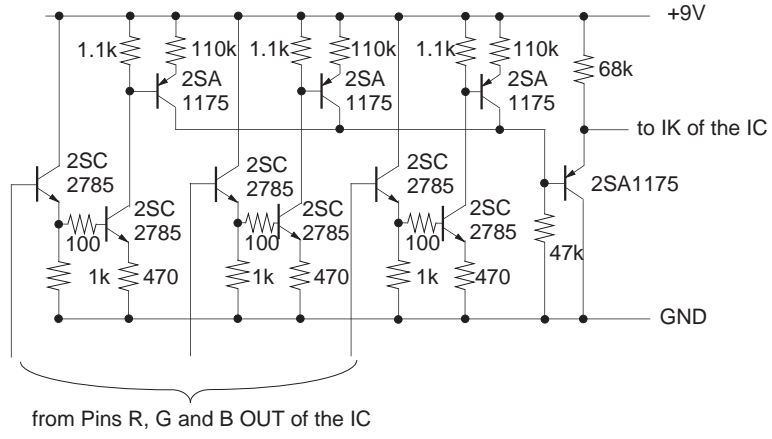 +9V
1.1k
110k
1.1k
110k
1.1k
110k
68k
2SA
1175
2SA
1175
2SA
1175
to IK of the IC
2SC
2785
2SC
2785
2SC
2785
2SA1175
2SC
2785
2SC
2785
2SC
2785
100
100
100
47k
1k
470
1k
470
1k
470
GND
from Pins R, G and B OUT of the IC